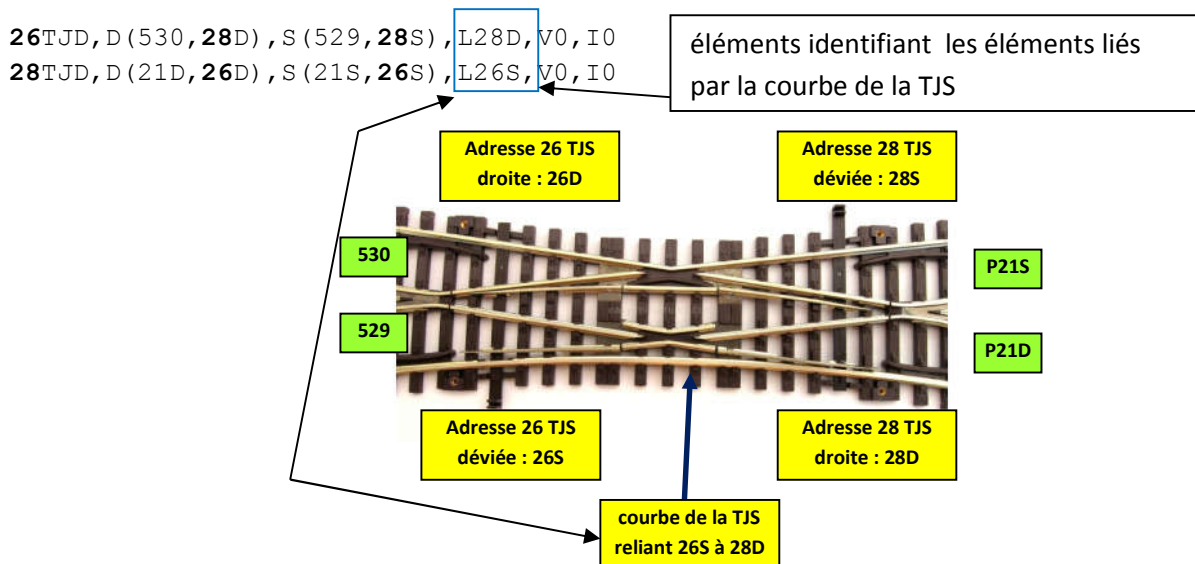 26TJD,D(530,28D),S(529,28S),L28D,V0,I0
28TJD,D(21D,26D),S(21S,26S),L26S,V0,I0
éléments identifiant les éléments liés
par la courbe de la TJS
Adresse 26 TJS
droite : 26D
Adresse 28 TJS
déviée : 28S
530
P21S
529
P21D
Adresse 26 TJS
déviée : 26S
Adresse 28 TJS
droite : 28D
courbe de la TJS
reliant 26S à 28D